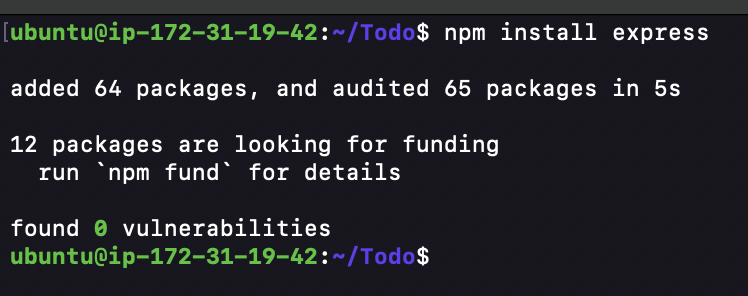 [ubuntu@ip-172-31-19-42:~/Todo$ npm install express
added 64 packages, and audited 65 packages in 5s
12 packages are looking for funding
  run `npm fund` for details
found 0 vulnerabilities
ubuntu@ip-172-31-19-42:~/Todo$